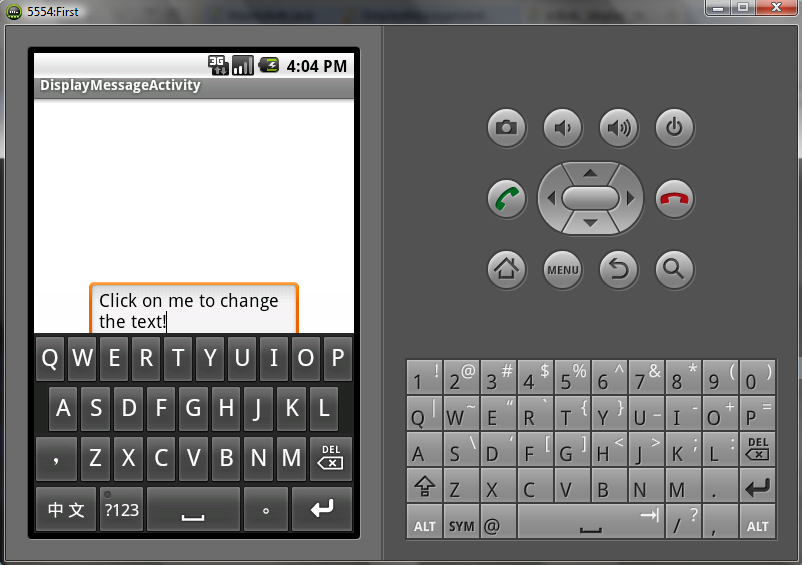 5554:First
3G
4:04 PM
DisplayMessageActivity
Click on me to change
the text!
Q W E R T Y U I O P
A S D F G H J K L
, Z X C V B N M DEL
中文 ?123 。
MENU
1 ! 2 @ 3 # 4 $ 5 % 6 ^ 7 & 8 * 9 ( 0 )
Q | W ~ E “ R ` T { Y } U _ I - O + P =
A S \ D ‘ F [ G ] H < J > K ; L : DEL
Z X C V B N M .
ALT SYM @ / ? , ALT